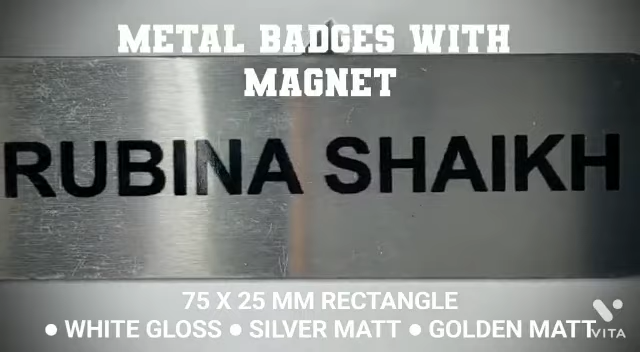 METAL BADGES WITH
MAGNET
RUBINA SHAIKH
75 X 25 MM RECTANGLE
● WHITE GLOSS ● SILVER MATT ● GOLDEN MATT
VITA